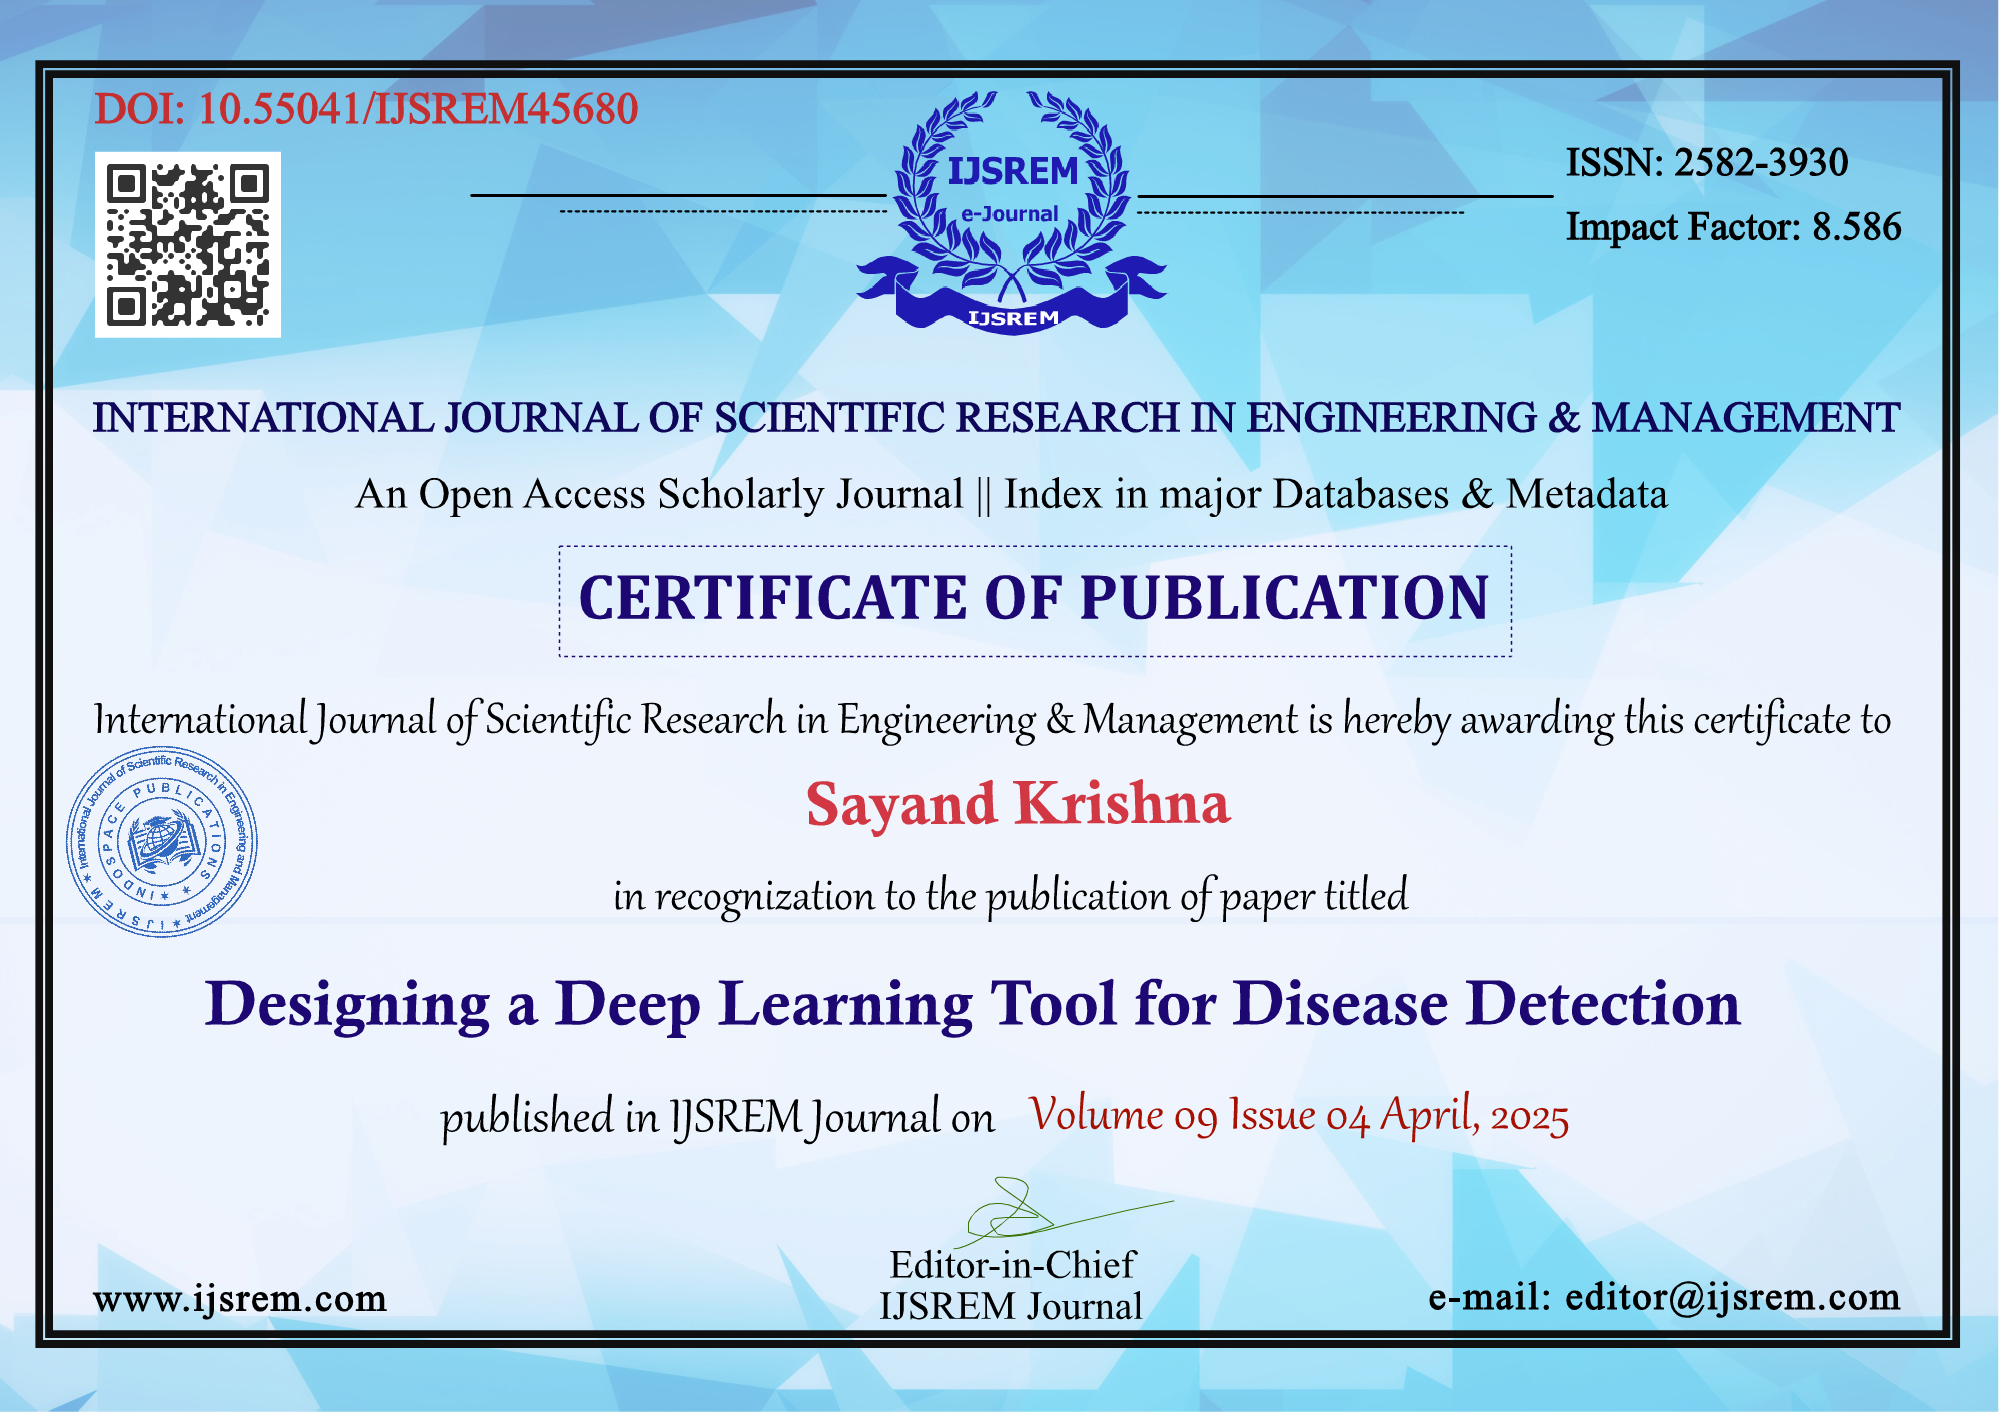 DOI: 10.55041/IJSREM45680
IJSREM
e-Journal
IJSREM
ISSN: 2582-3930
Impact Factor: 8.586
INTERNATIONAL JOURNAL OF SCIENTIFIC RESEARCH IN ENGINEERING & MANAGEMENT
An Open Access Scholarly Journal || Index in major Databases & Metadata
CERTIFICATE OF PUBLICATION
International Journal of Scientific Research in Engineering & Management is hereby awarding this certificate to
International Journal of Scientific Research in Engineering and Management
IJSREM
INDOSPACE PUBLICATIONS
Sayand Krishna
in recognization to the publication of paper titled
Designing a Deep Learning Tool for Disease Detection
published in IJSREM Journal on Volume 09 Issue 04 April, 2025
Editor-in-Chief
IJSREM Journal
www.ijsrem.com
e-mail: editor@ijsrem.com